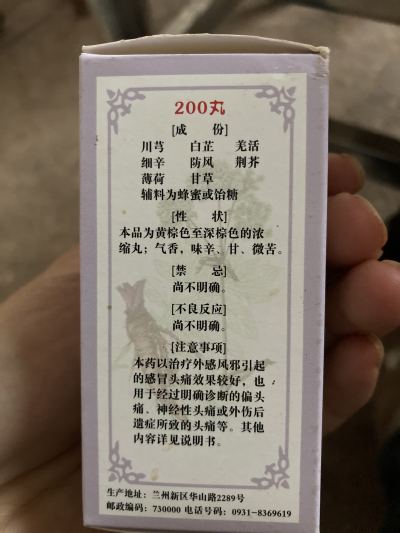 200丸
[成 份]
川芎 白芷 羌活
细辛 防风 荆芥
薄荷 甘草
辅料为蜂蜜或饴糖
[性 状]
本品为黄棕色至深棕色的浓
缩丸；气香，味辛、甘、微苦。
[禁 忌]
尚不明确。
[不良反应]
尚不明确。
[注意事项]
本药以治疗外感风邪引起
的感冒头痛效果较好，也
用于经过明确诊断的偏头
痛、神经性头痛或外伤后
遗症所致的头痛等。其他
内容详见说明书。
生产地址：兰州新区华山路2289号
邮政编码：730000 电话号码：0931-8369619